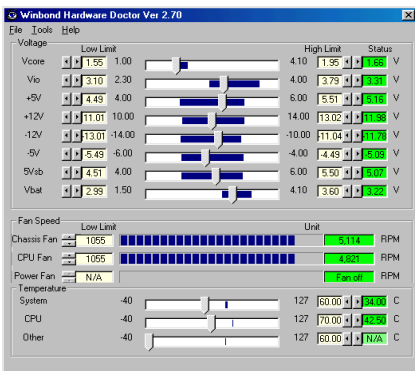 Winbond Hardware Doctor Ver 2.70
File Tools Help
Voltage
Low Limit High Limit Status
Vcore 1.55 1.00 4.10 1.95 1.66 V
Vio 3.10 2.30 4.00 3.79 3.31 V
+5V 4.49 4.00 6.00 5.51 5.16 V
+12V 11.01 10.00 14.00 13.02 11.98 V
-12V -13.01 -14.00 -10.00 -11.04 -11.78 V
-5V -5.49 -6.00 -4.00 -4.49 -5.09 V
5Vsb 4.51 4.00 6.00 5.50 5.07 V
Vbat 2.99 1.50 4.10 3.60 3.22 V
Fan Speed
Low Limit Unit
Chassis Fan 1055 5,114 RPM
CPU Fan 1055 4,821 RPM
Power Fan N/A Fan off RPM
Temperature
System -40 127 60.00 34.00 C
CPU -40 127 70.00 42.50 C
Other -40 127 60.00 N/A C